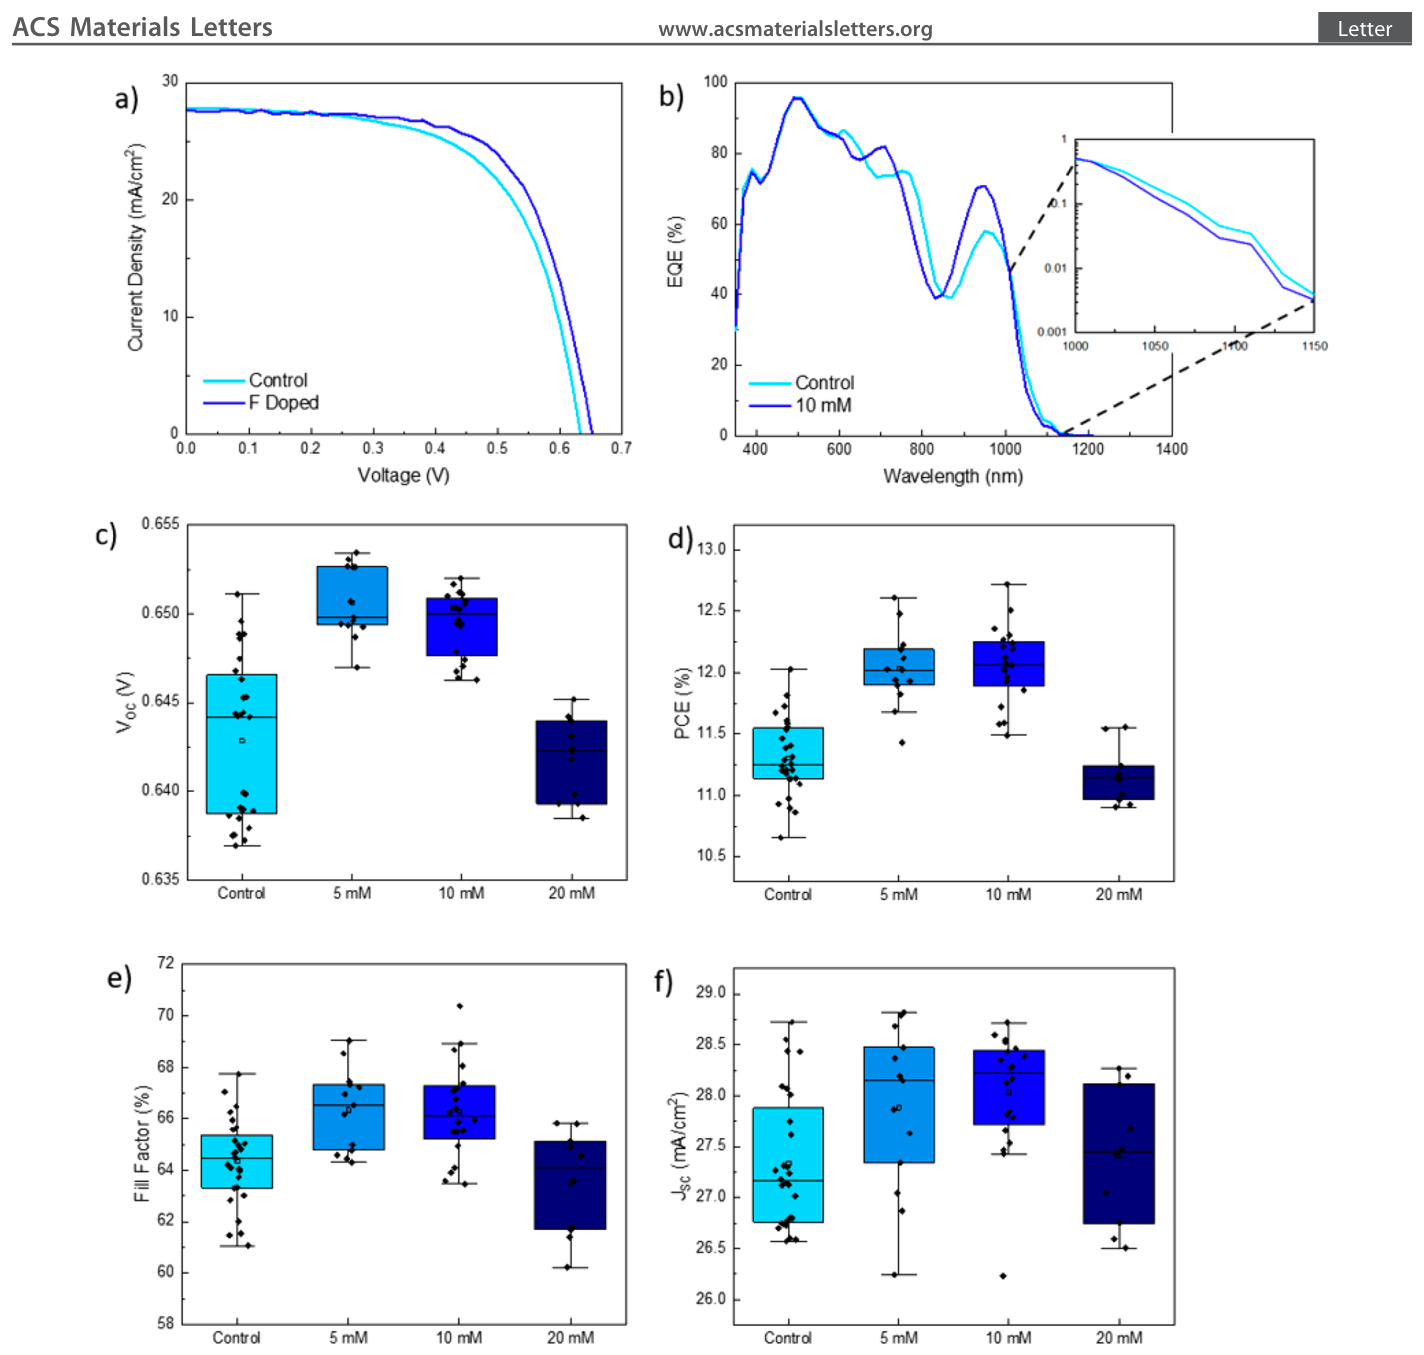 ACS Materials Letters www.acsmaterialsletters.org Letter
a)
30
20
10
0
Current Density (mA/cm²)
Control
F Doped
0.0 0.1 0.2 0.3 0.4 0.5 0.6 0.7
Voltage (V)
b)
100
80
60
40
20
0
EQE (%)
Control
10 mM
400 600 800 1000 1200 1400
Wavelength (nm)
1
0.1
0.01
0.001
1000 1050 1100 1150
c)
0.655
0.650
0.645
0.640
0.635
V_OC (V)
Control 5 mM 10 mM 20 mM
d)
13.0
12.5
12.0
11.5
11.0
10.5
PCE (%)
Control 5 mM 10 mM 20 mM
e)
72
70
68
66
64
62
60
58
Fill Factor (%)
Control 5 mM 10 mM 20 mM
f)
29.0
28.5
28.0
27.5
27.0
26.5
26.0
J_SC (mA/cm²)
Control 5 mM 10 mM 20 mM